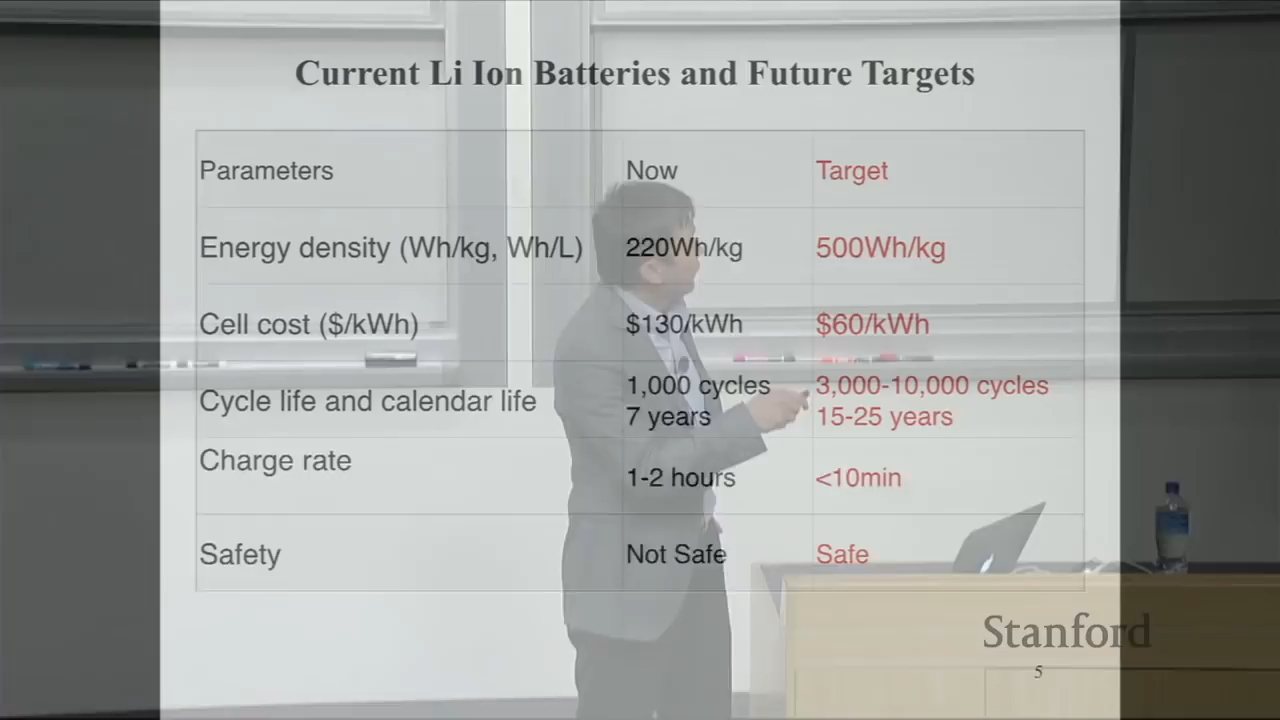 Current Li Ion Batteries and Future Targets
Parameters Now Target
Energy density (Wh/kg, Wh/L) 220Wh/kg 500Wh/kg
Cell cost ($/kWh) $130/kWh $60/kWh
Cycle life and calendar life
1,000 cycles
7 years
3,000-10,000 cycles
15-25 years
Charge rate 1-2 hours <10min
Safety Not Safe Safe
Stanford
5